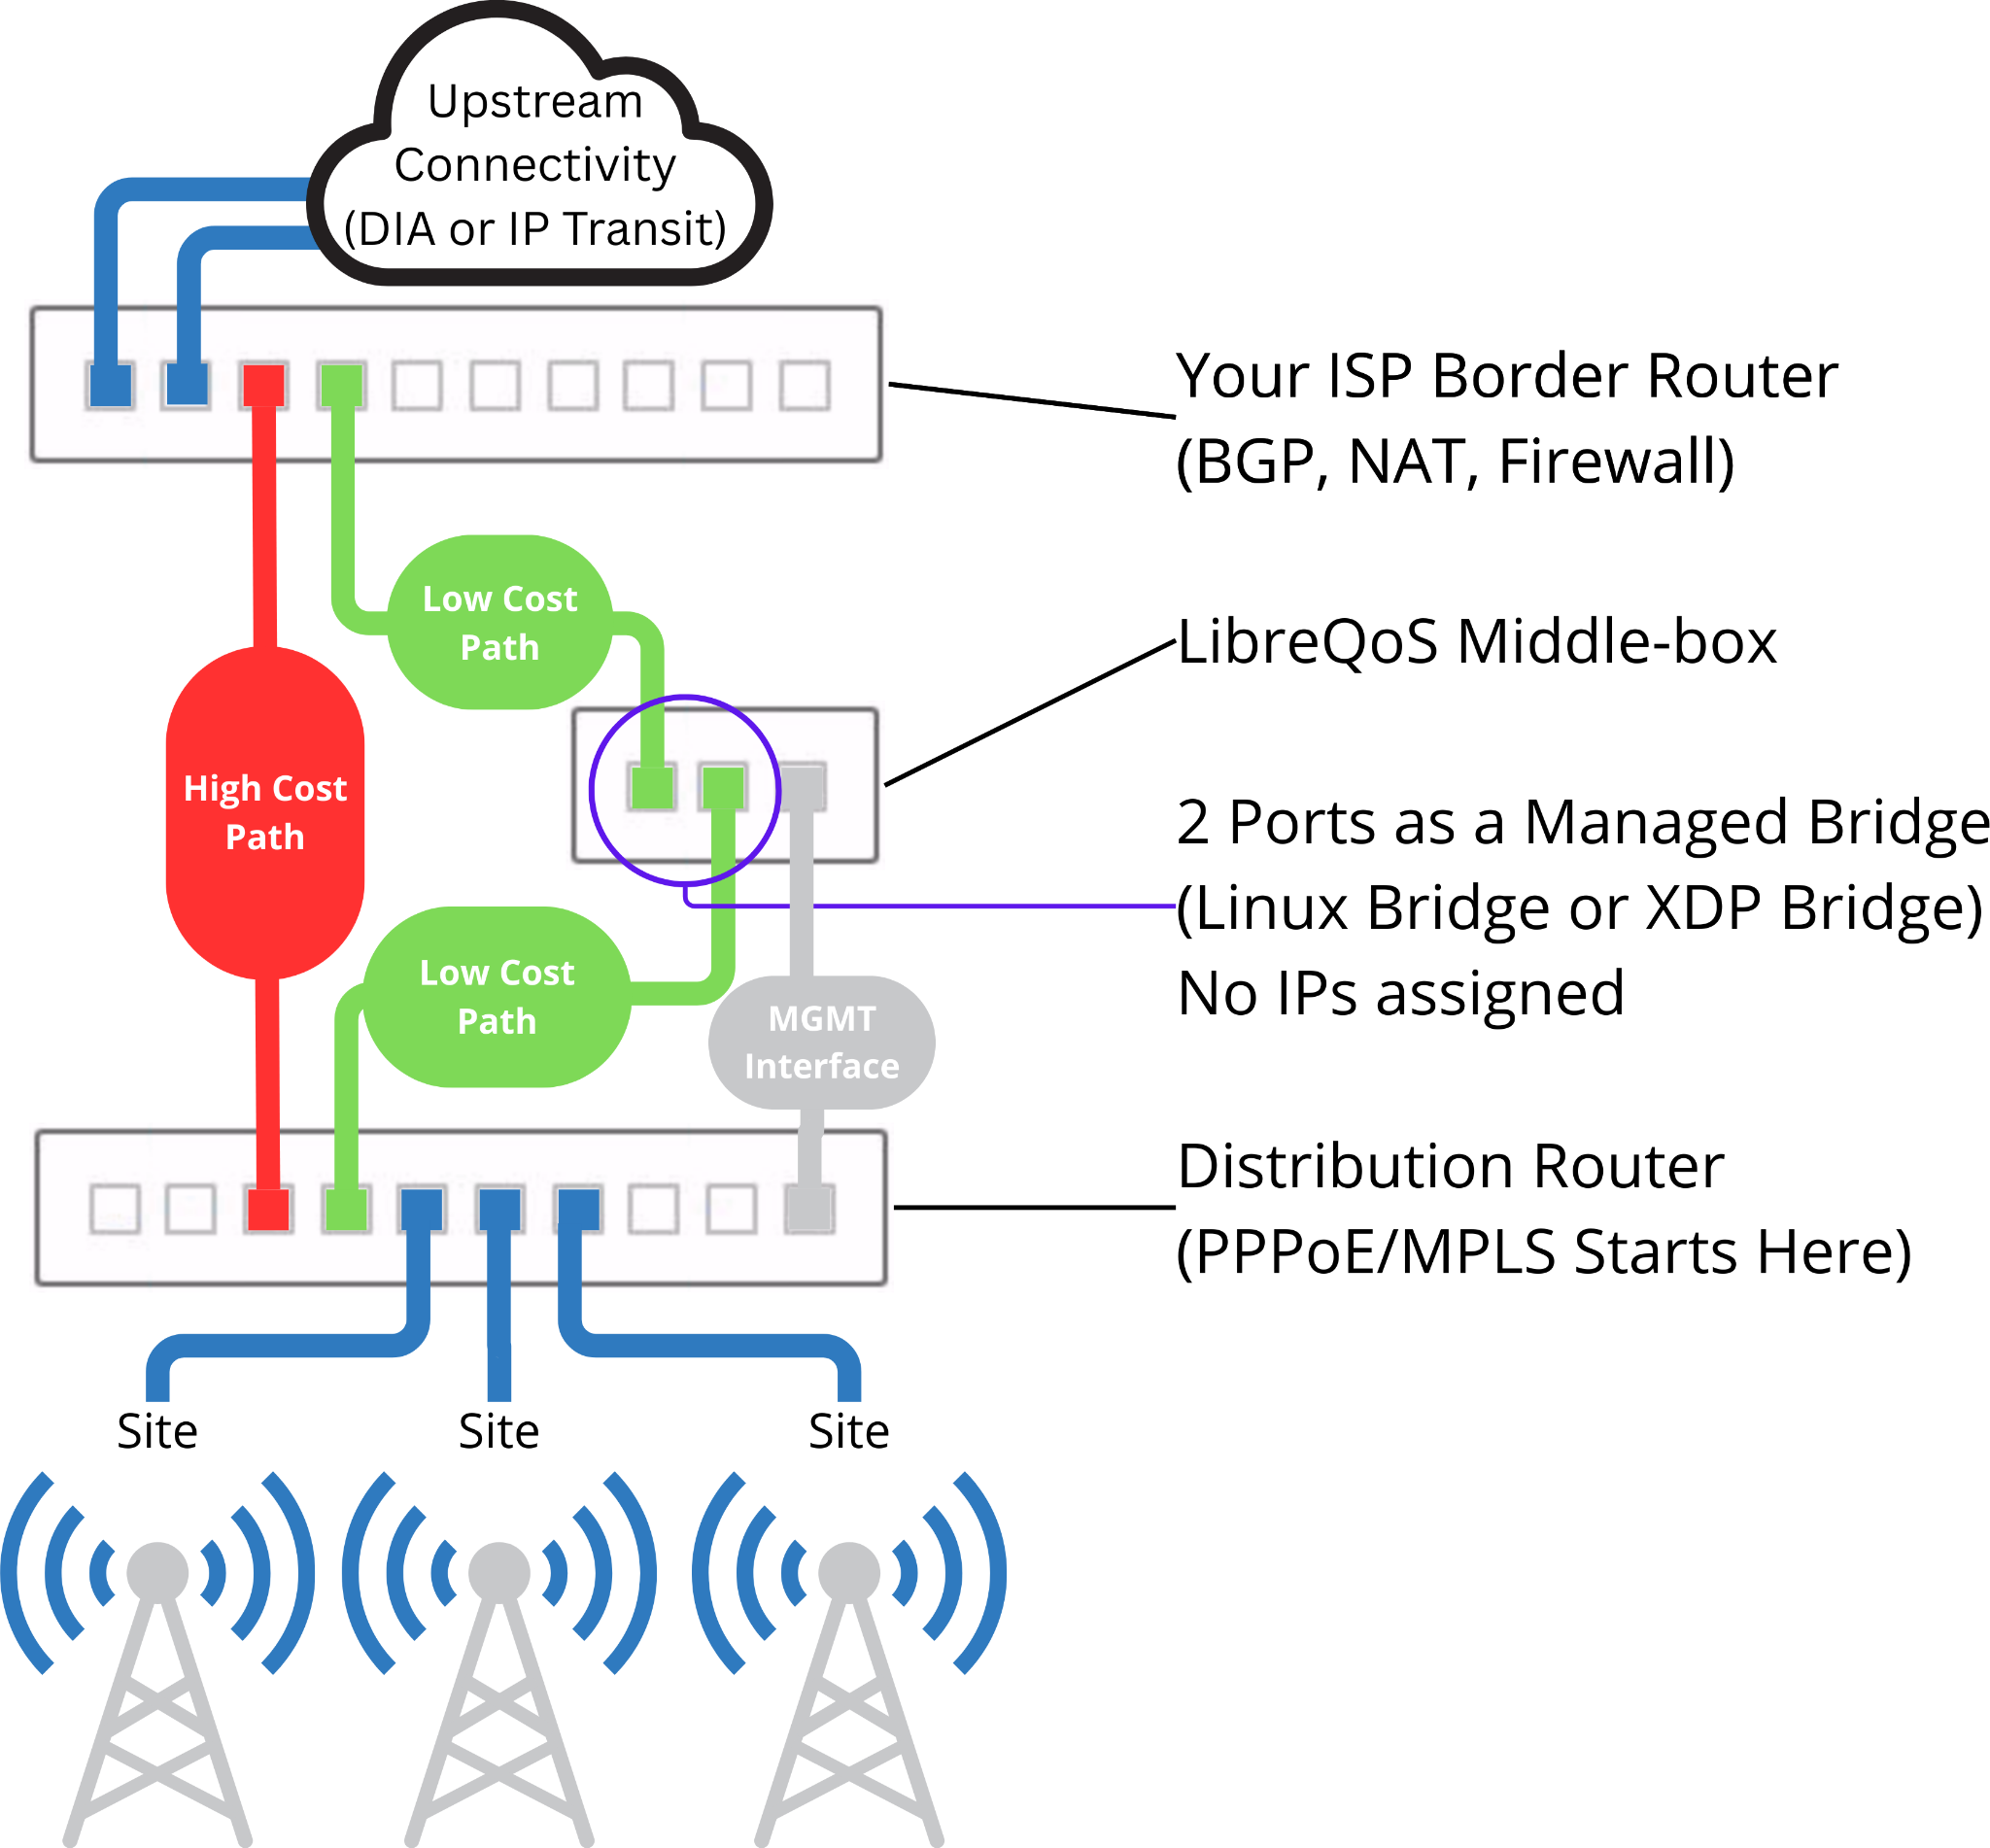 Upstream
Connectivity
(DIA or IP Transit)
Your ISP Border Router
(BGP, NAT, Firewall)
Low Cost
Path
LibreQoS Middle-box
High Cost
Path
2 Ports as a Managed Bridge
(Linux Bridge or XDP Bridge)
No IPs assigned
Low Cost
Path
MGMT
Interface
Distribution Router
(PPPoE/MPLS Starts Here)
Site
Site
Site